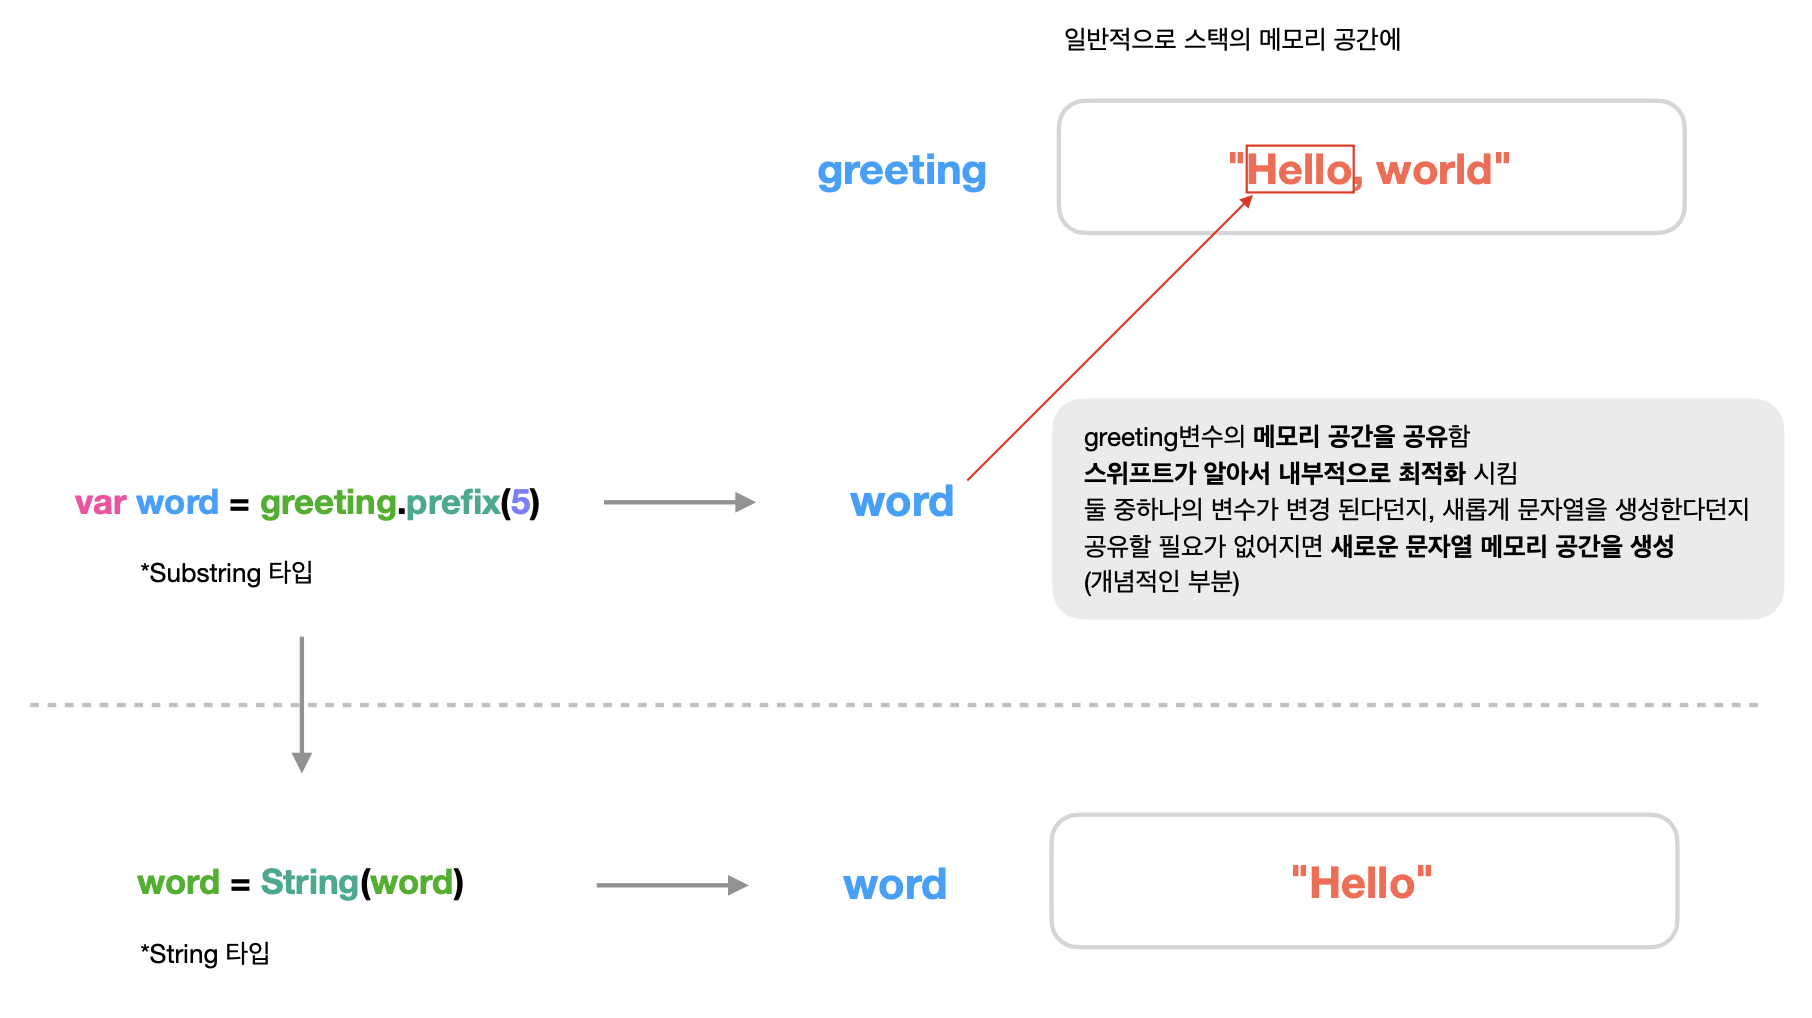 일반적으로 스택의 메모리 공간에
greeting
"Hello, world"
greeting변수의 메모리 공간을 공유함
스위프트가 알아서 내부적으로 최적화 시킴
둘 중하나의 변수가 변경 된다던지, 새롭게 문자열을 생성한다던지
공유할 필요가 없어지면 새로운 문자열 메모리 공간을 생성
(개념적인 부분)
var word = greeting.prefix(5)
word
*Substring 타입
word = String(word)
word
"Hello"
*String 타입